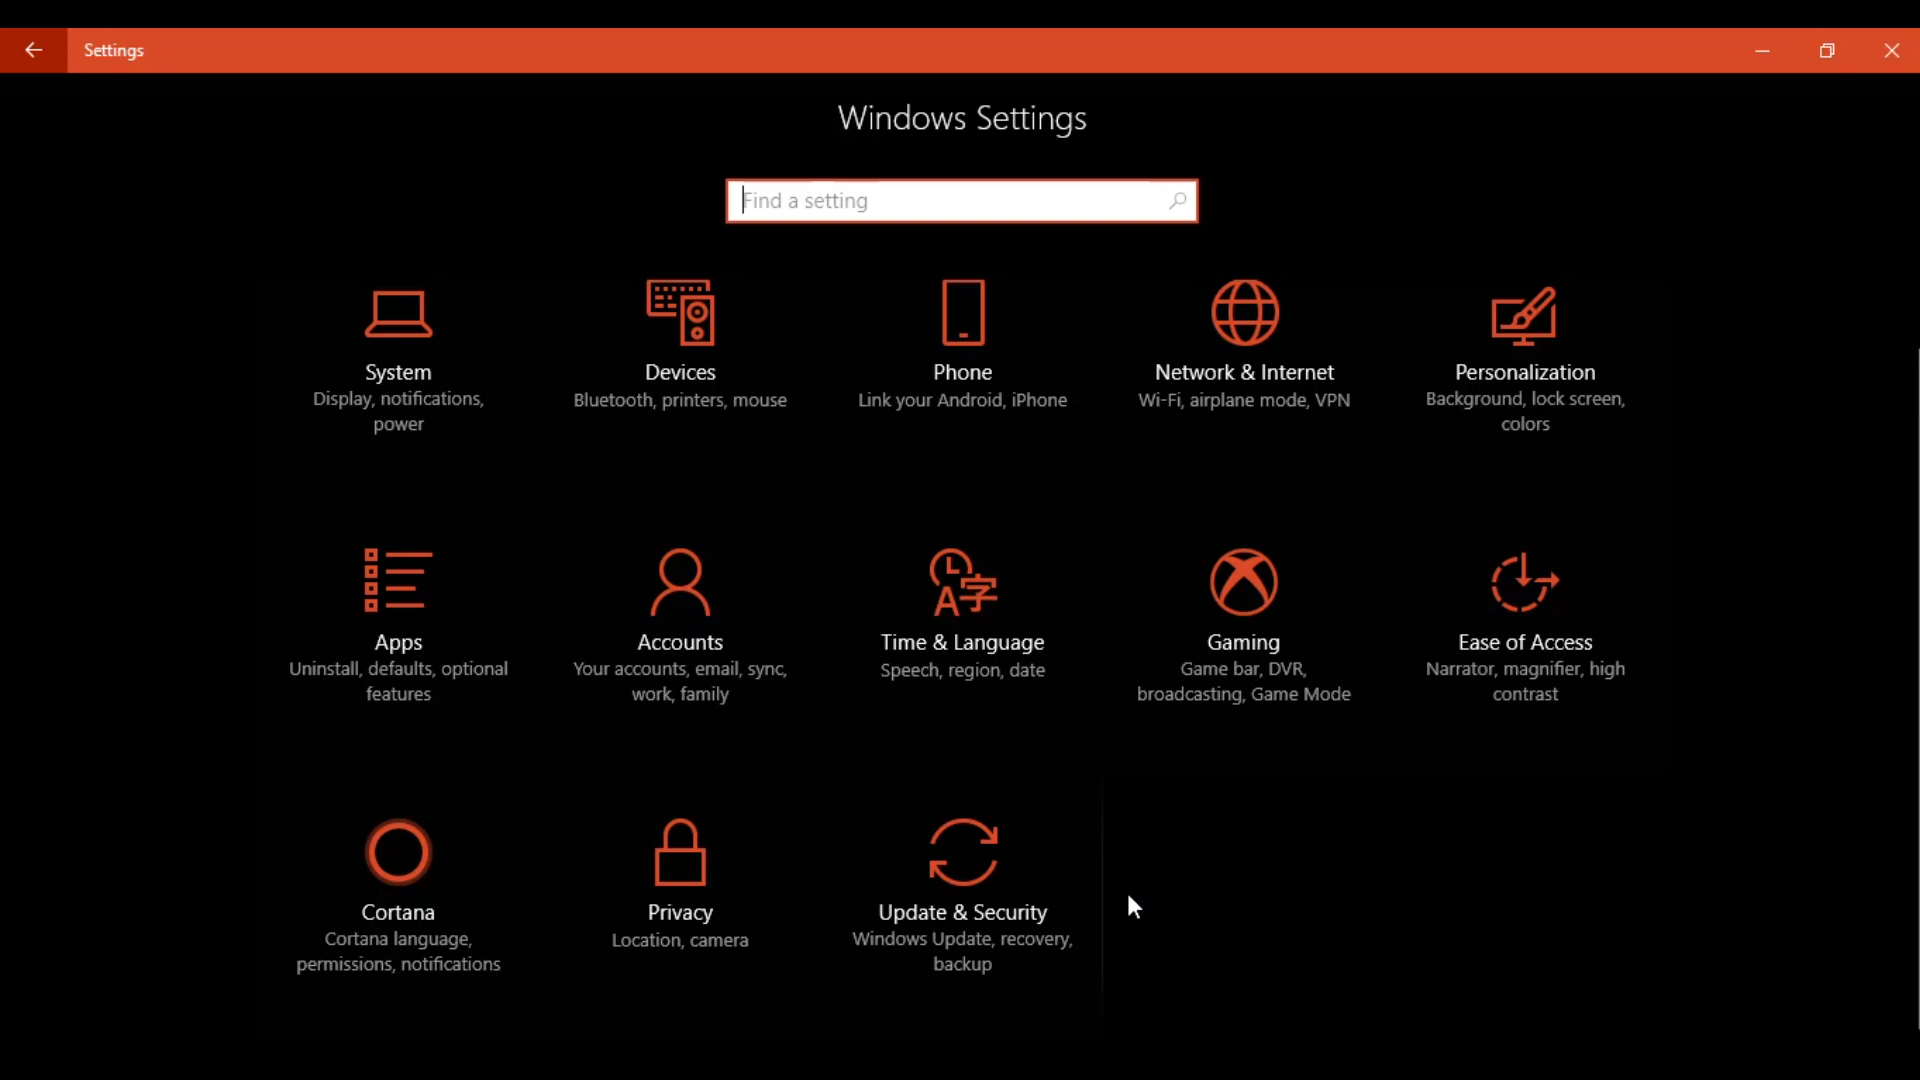 Settings
Windows Settings
Find a setting
System
Display, notifications,
power
Devices
Bluetooth, printers, mouse
Phone
Link your Android, iPhone
Network & Internet
Wi-Fi, airplane mode, VPN
Personalization
Background, lock screen,
colors
Apps
Uninstall, defaults, optional
features
Accounts
Your accounts, email, sync,
work, family
Time & Language
Speech, region, date
Gaming
Game bar, DVR,
broadcasting, Game Mode
Ease of Access
Narrator, magnifier, high
contrast
Cortana
Cortana language,
permissions, notifications
Privacy
Location, camera
Update & Security
Windows Update, recovery,
backup